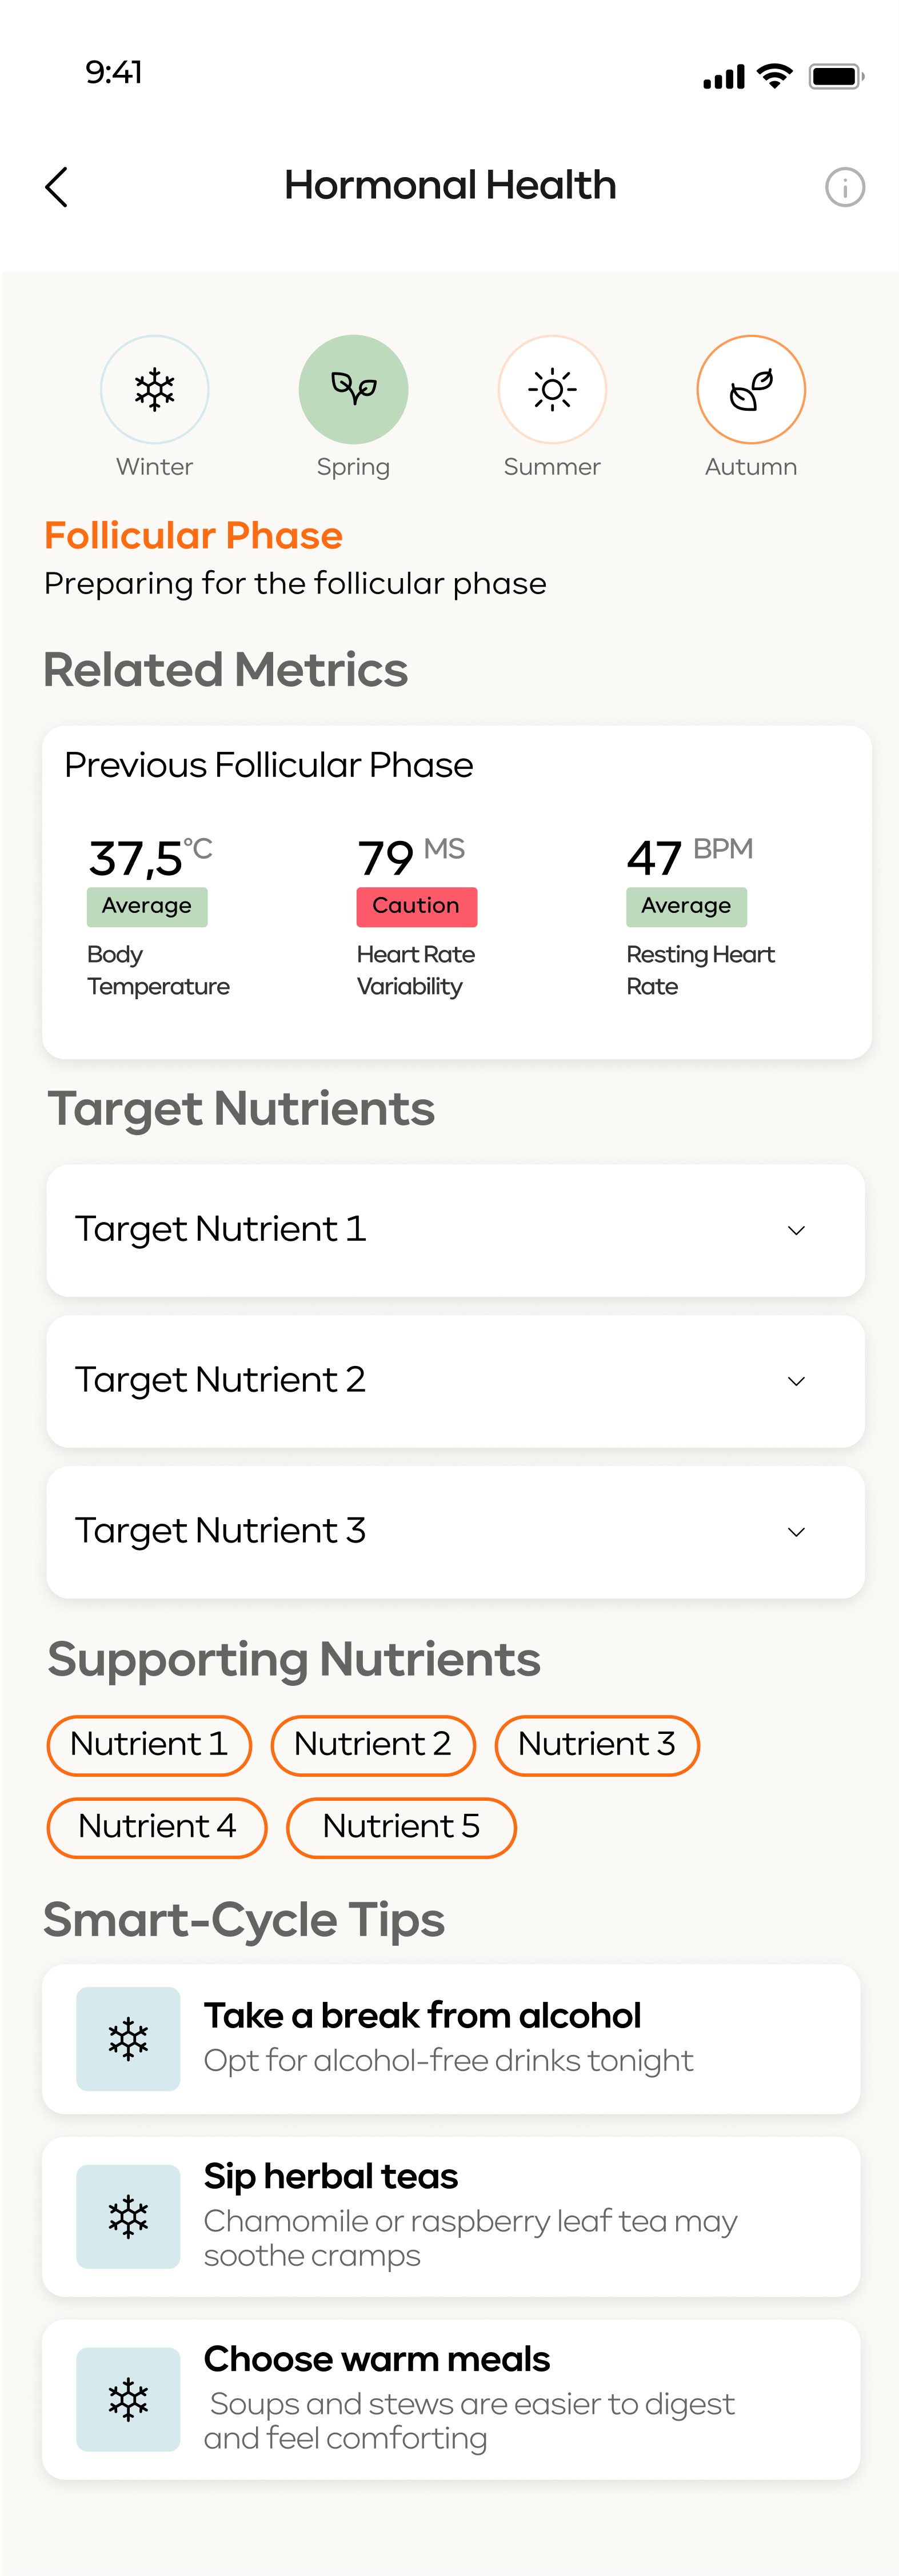 9:41
Hormonal Health
Winter
Spring
Summer
Autumn
Follicular Phase
Preparing for the follicular phase
Related Metrics
Previous Follicular Phase
37,5 °C
79 MS
47 BPM
Average
Caution
Average
Body
Temperature
Heart Rate
Variability
Resting Heart
Rate
Target Nutrients
Target Nutrient 1
Target Nutrient 2
Target Nutrient 3
Supporting Nutrients
Nutrient 1
Nutrient 2
Nutrient 3
Nutrient 4
Nutrient 5
Smart-Cycle Tips
Take a break from alcohol
Opt for alcohol-free drinks tonight
Sip herbal teas
Chamomile or raspberry leaf tea may
soothe cramps
Choose warm meals
Soups and stews are easier to digest
and feel comforting